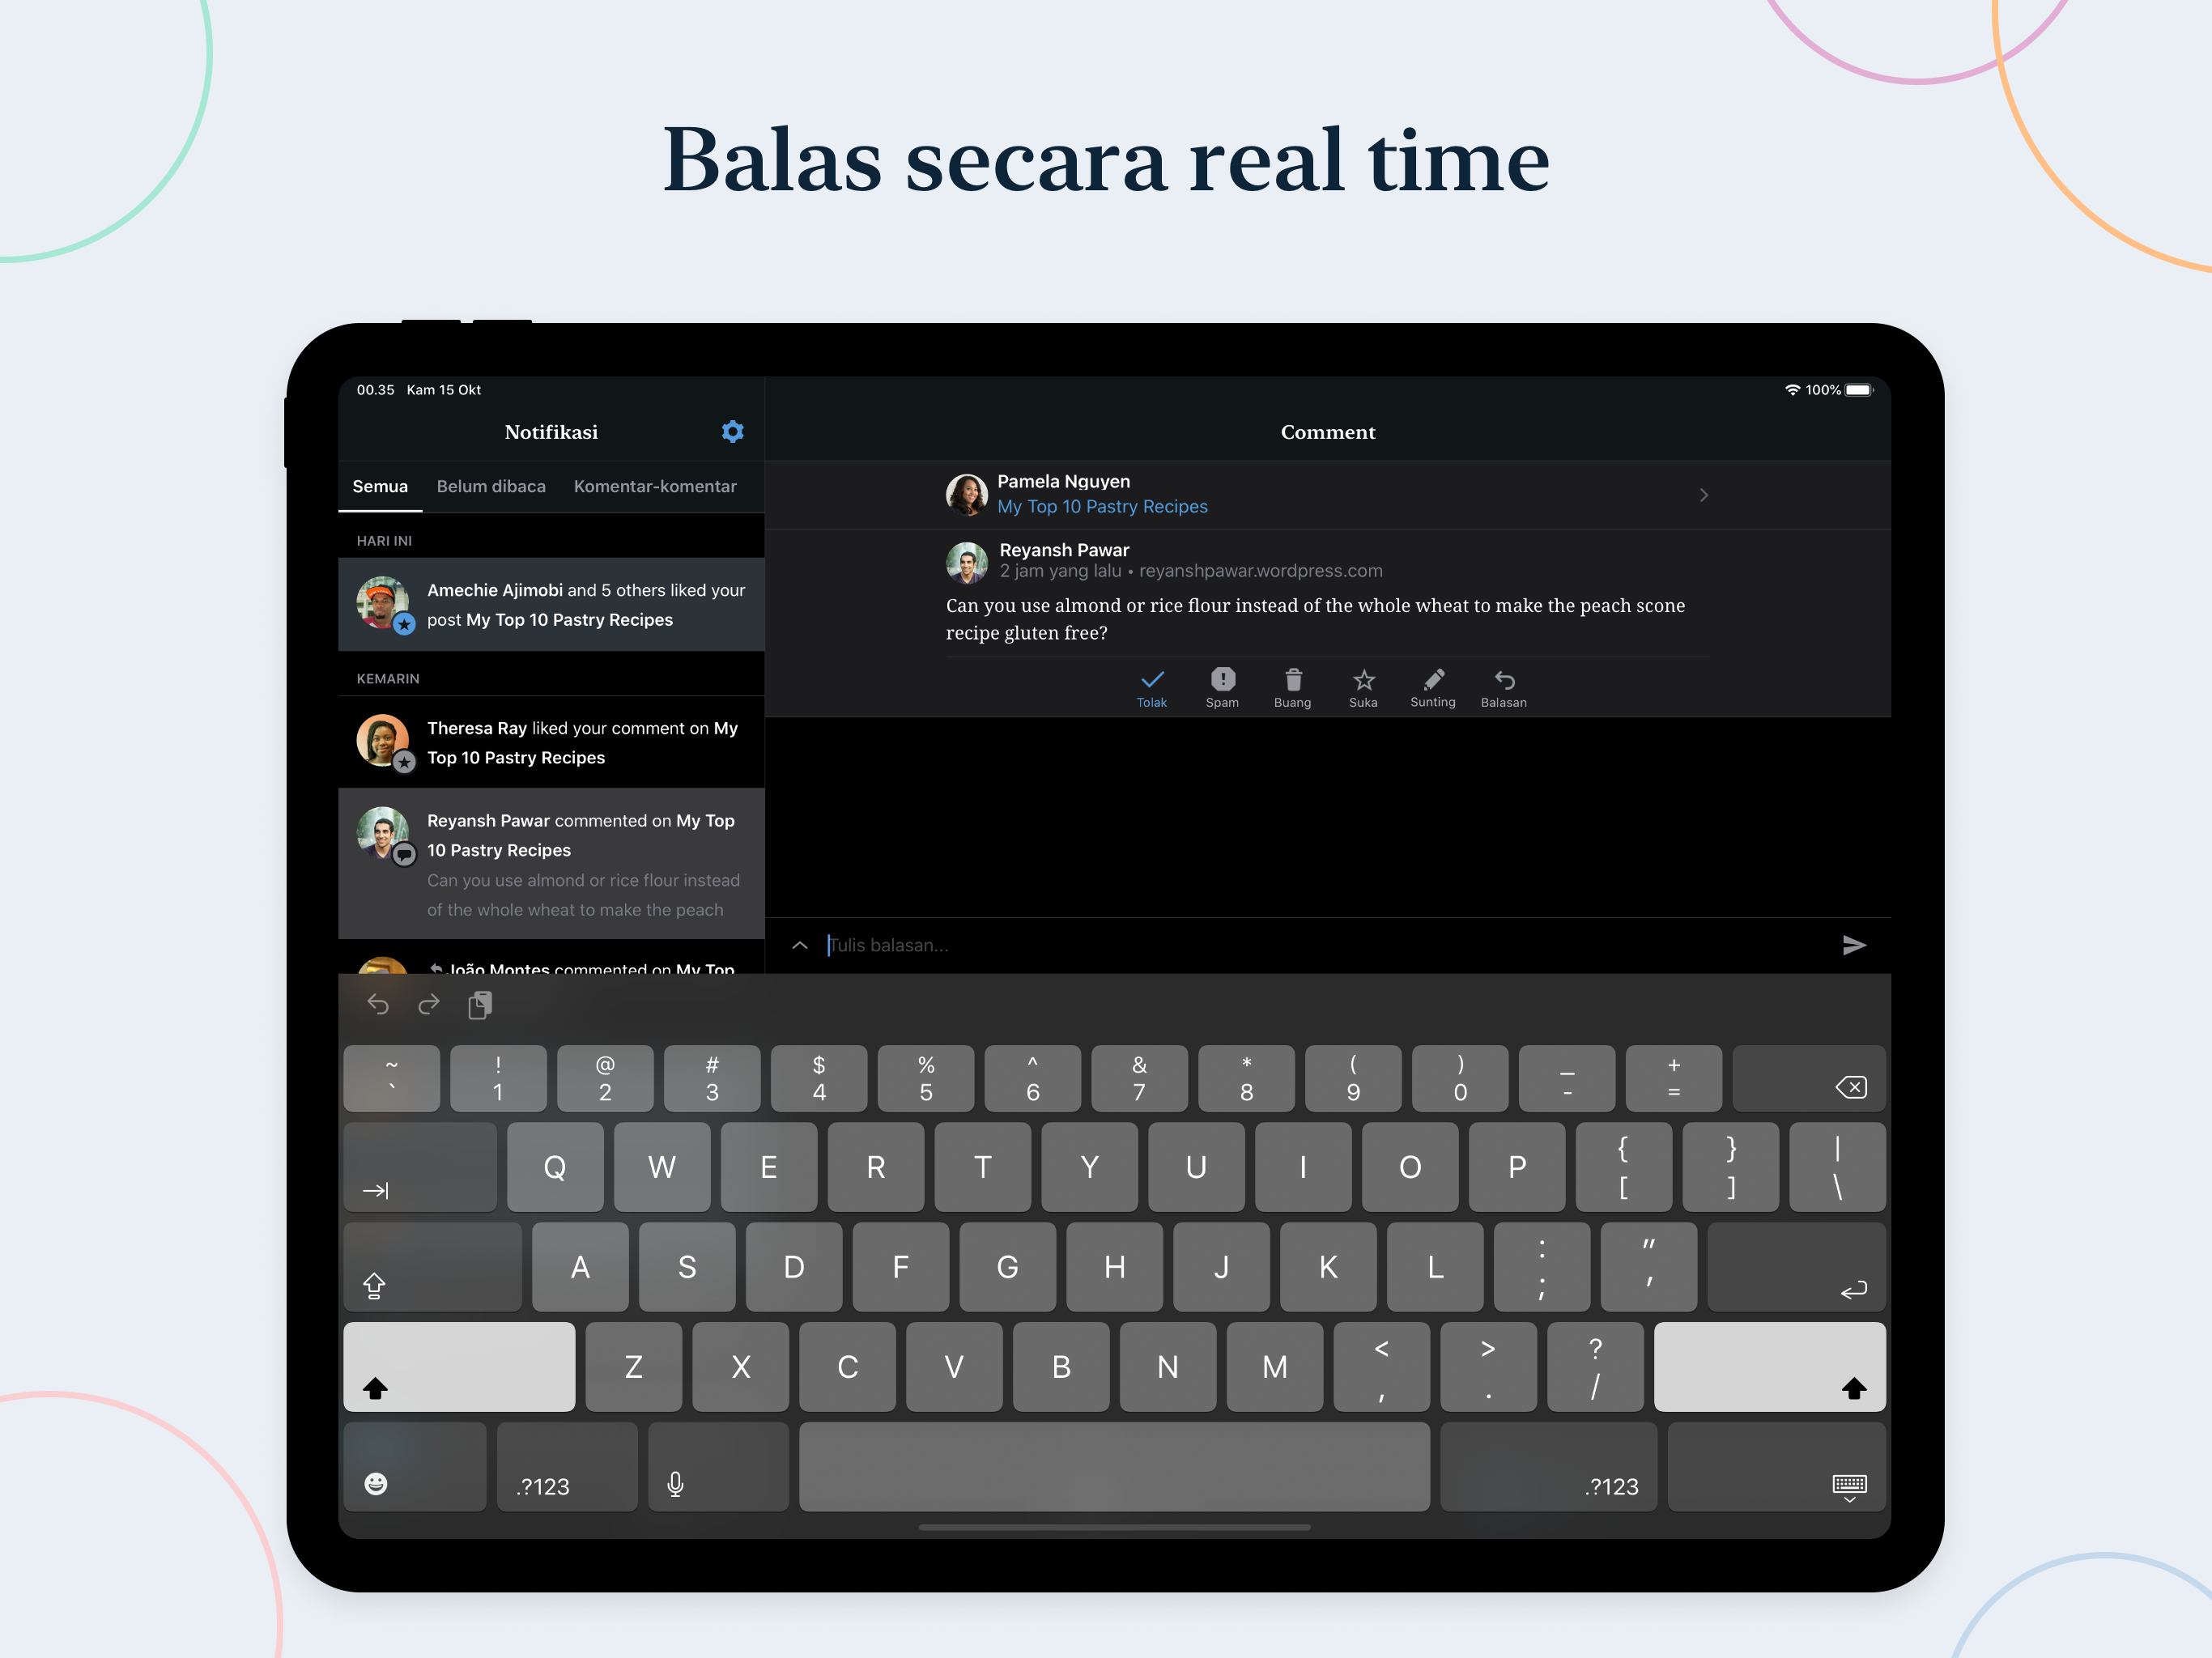 Balas secara real time
00.35 Kam 15 Okt
100%
Notifikasi
Comment
Semua Belum dibaca Komentar-komentar
HARI INI
Amechie Ajimobi and 5 others liked your
post My Top 10 Pastry Recipes
KEMARIN
Theresa Ray liked your comment on My
Top 10 Pastry Recipes
Reyansh Pawar commented on My Top
10 Pastry Recipes
Can you use almond or rice flour instead
of the whole wheat to make the peach
João Montes commented on My Top
Pamela Nguyen
My Top 10 Pastry Recipes
Reyansh Pawar
2 jam yang lalu • reyanshpawar.wordpress.com
Can you use almond or rice flour instead of the whole wheat to make the peach scone
recipe gluten free?
Tolak Spam Buang Suka Sunting Balasan
Tulis balasan...
~ ! @ # $ % ^ & * ( ) _ +
` 1 2 3 4 5 6 7 8 9 0 - =
Q W E R T Y U I O P { } |
[ ] \
A S D F G H J K L : "
; '
Z X C V B N M < > ?
, . /
.?123 .?123